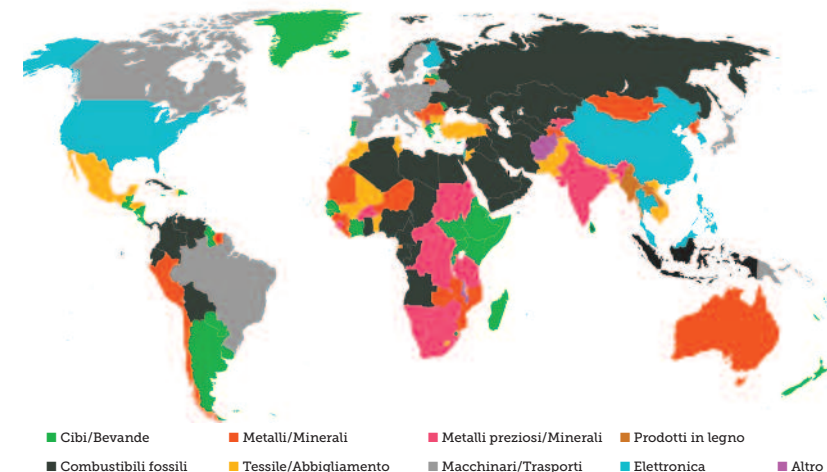 Cibi/Bevande Metalli/Minerali Metalli preziosi/Minerali Prodotti in legno
Combustibili fossili Tessile/Abbigliamento Macchinari/Trasporti Elettronica Altro